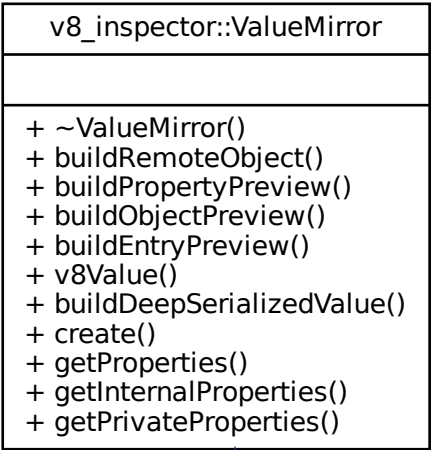 v8_inspector::ValueMirror
+ ~ValueMirror()
+ buildRemoteObject()
+ buildPropertyPreview()
+ buildObjectPreview()
+ buildEntryPreview()
+ v8Value()
+ buildDeepSerializedValue()
+ create()
+ getProperties()
+ getInternalProperties()
+ getPrivateProperties()